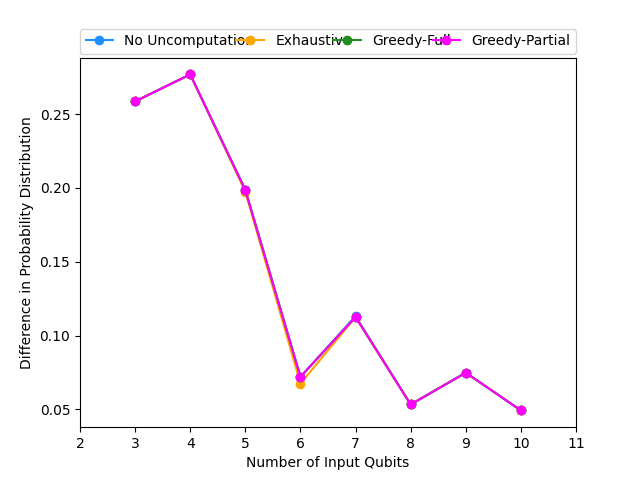 No Uncomputation Exhaustive Greedy-Full Greedy-Partial
0.25
0.20
0.15
0.10
0.05
Difference in Probability Distribution
2 3 4 5 6 7 8 9 10 11
Number of Input Qubits